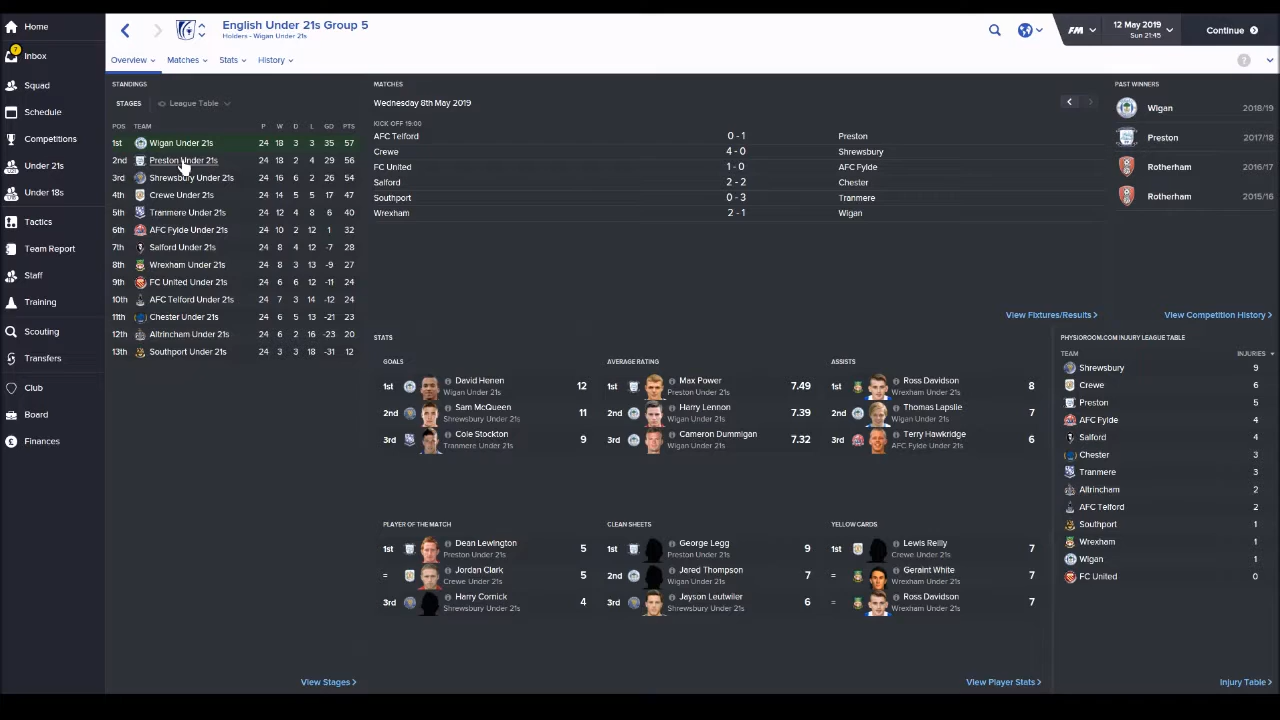 Home
7
Inbox
Squad
Schedule
Competitions
Under 21s
Under 18s
Tactics
Team Report
Staff
Training
Scouting
Transfers
Club
Board
Finances
English Under 21s Group 5
Holders - Wigan Under 21s
FM
12 May 2019
Sun 21:45
Continue
Overview Matches Stats History
?
STANDINGS
STAGES League Table
POS TEAM P W D L GD PTS
1st Wigan Under 21s 24 18 3 3 35 57
2nd Preston Under 21s 24 18 2 4 29 56
3rd Shrewsbury Under 21s 24 16 6 2 26 54
4th Crewe Under 21s 24 14 5 5 17 47
5th Tranmere Under 21s 24 12 4 8 6 40
6th AFC Fylde Under 21s 24 10 2 12 1 32
7th Salford Under 21s 24 8 4 12 -7 28
8th Wrexham Under 21s 24 8 3 13 -9 27
9th FC United Under 21s 24 6 6 12 -11 24
10th AFC Telford Under 21s 24 7 3 14 -12 24
11th Chester Under 21s 24 6 5 13 -21 23
12th Altrincham Under 21s 24 6 2 16 -23 20
13th Southport Under 21s 24 3 3 18 -31 12
View Stages
MATCHES
Wednesday 8th May 2019
KICK OFF 19:00
AFC Telford 0 - 1 Preston
Crewe 4 - 0 Shrewsbury
FC United 1 - 0 AFC Fylde
Salford 2 - 2 Chester
Southport 0 - 3 Tranmere
Wrexham 2 - 1 Wigan
View Fixtures/Results
STATS
GOALS
1st David Henen 12
Wigan Under 21s
2nd Sam McQueen 11
Shrewsbury Under 21s
3rd Cole Stockton 9
Tranmere Under 21s
AVERAGE RATING
1st Max Power 7.49
Preston Under 21s
2nd Harry Lennon 7.39
Wigan Under 21s
3rd Cameron Dummigan 7.32
Wigan Under 21s
ASSISTS
1st Ross Davidson 8
Wrexham Under 21s
2nd Thomas Lapslie 7
Wigan Under 21s
3rd Terry Hawkridge 6
AFC Fylde Under 21s
PLAYER OF THE MATCH
1st Dean Lewington 5
Preston Under 21s
= Jordan Clark 5
Crewe Under 21s
3rd Harry Cornick 4
Shrewsbury Under 21s
CLEAN SHEETS
1st George Legg 9
Preston Under 21s
2nd Jared Thompson 7
Wigan Under 21s
3rd Jayson Leutwiler 6
Shrewsbury Under 21s
YELLOW CARDS
1st Lewis Reilly 7
Crewe Under 21s
= Geraint White 7
Wrexham Under 21s
= Ross Davidson 7
Wrexham Under 21s
View Player Stats
PAST WINNERS
Wigan 2018/19
Preston 2017/18
Rotherham 2016/17
Rotherham 2015/16
View Competition History
PHYSIOROOM.COM INJURY LEAGUE TABLE
TEAM INJURIES
Shrewsbury 9
Crewe 6
Preston 5
AFC Fylde 4
Salford 4
Chester 3
Tranmere 3
Altrincham 2
AFC Telford 2
Southport 1
Wrexham 1
Wigan 1
FC United 0
Injury Table